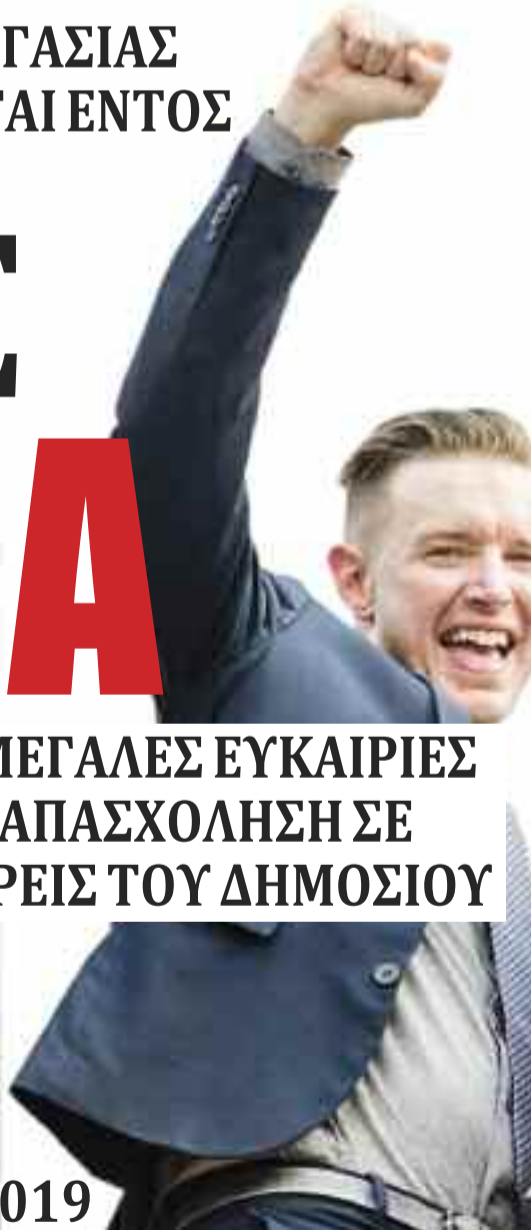 ΓΑΣΙΑΣ
ΤΑΙ ΕΝΤΟΣ
Σ
Α
ΜΕΓΑΛΕΣ ΕΥΚΑΙΡΙΕΣ
ΑΠΑΣΧΟΛΗΣΗ ΣΕ
ΡΕΙΣ ΤΟΥ ΔΗΜΟΣΙΟΥ
019